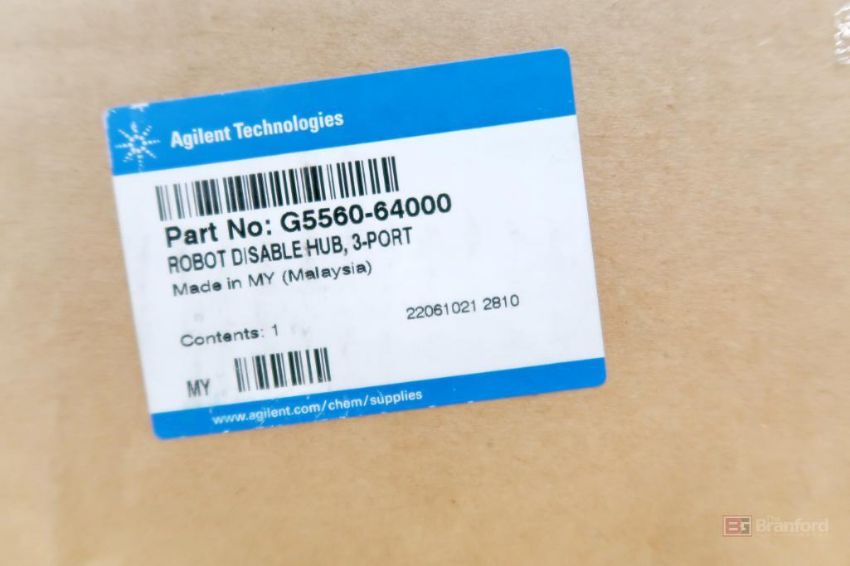 Agilent Technologies
Part No: G5560-64000
ROBOT DISABLE HUB, 3-PORT
Made in MY (Malaysia)
22061021 2810
Contents: 1
MY
www.agilent.com/chem/supplies
BG The Branford